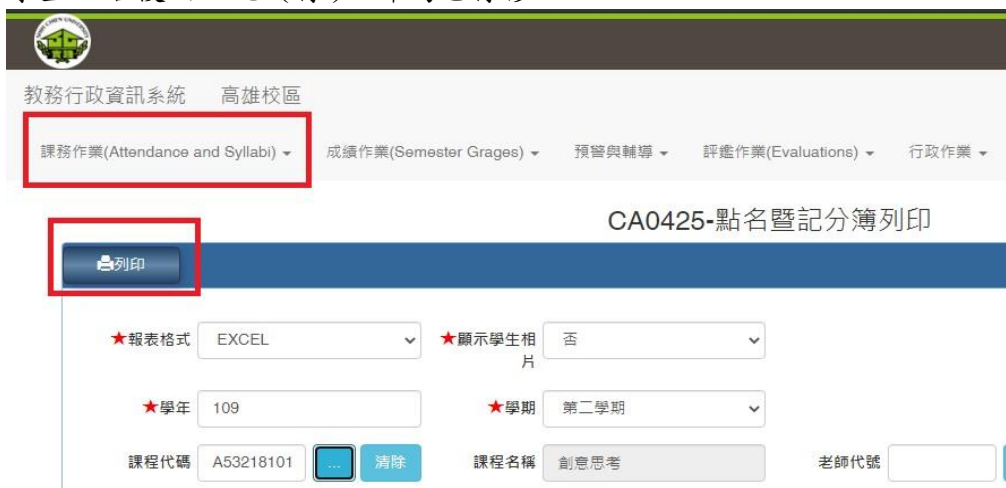 教務行政資訊系統 高雄校區
課務作業(Attendance and Syllabi) 成績作業(Semester Grages) 預警與輔導 評鑑作業(Evaluations) 行政作業
CA0425-點名暨記分簿列印
列印
★報表格式 EXCEL ★顯示學生相片 否
★學年 109 ★學期 第二學期
課程代碼 A53218101 ... 清除 課程名稱 創意思考 老師代號